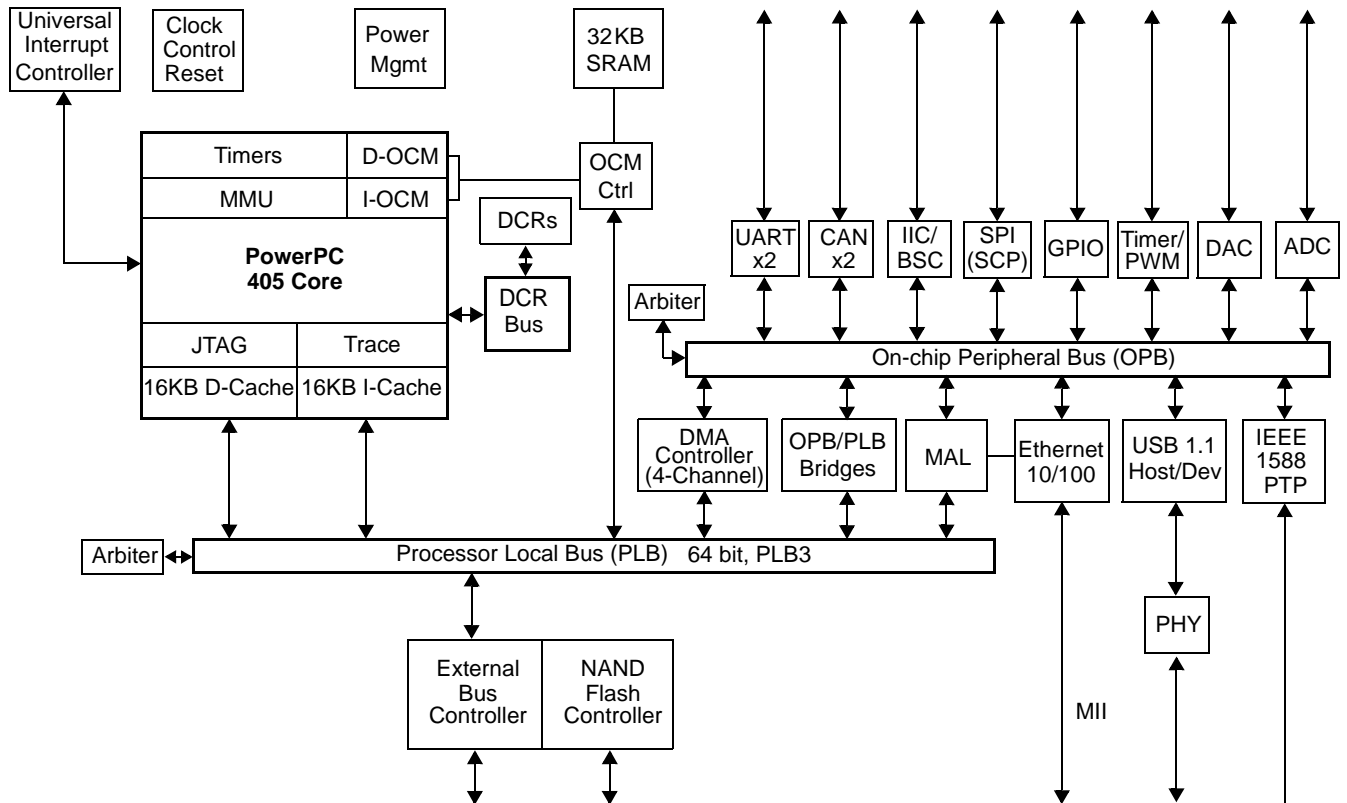 Universal
Interrupt
Controller
Clock
Control
Reset
Power
Mgmt
32KB
SRAM
Timers
D-OCM
MMU
I-OCM
PowerPC
405 Core
JTAG
Trace
16KB D-Cache
16KB I-Cache
OCM
Ctrl
DCRs
DCR
Bus
UART
x2
CAN
x2
IIC/
BSC
SPI
(SCP)
GPIO
Timer/
PWM
DAC
ADC
Arbiter
On-chip Peripheral Bus (OPB)
DMA
Controller
(4-Channel)
OPB/PLB
Bridges
MAL
Ethernet
10/100
USB 1.1
Host/Dev
IEEE
1588
PTP
Arbiter
Processor Local Bus (PLB) 64 bit, PLB3
PHY
External
Bus
Controller
NAND
Flash
Controller
MII